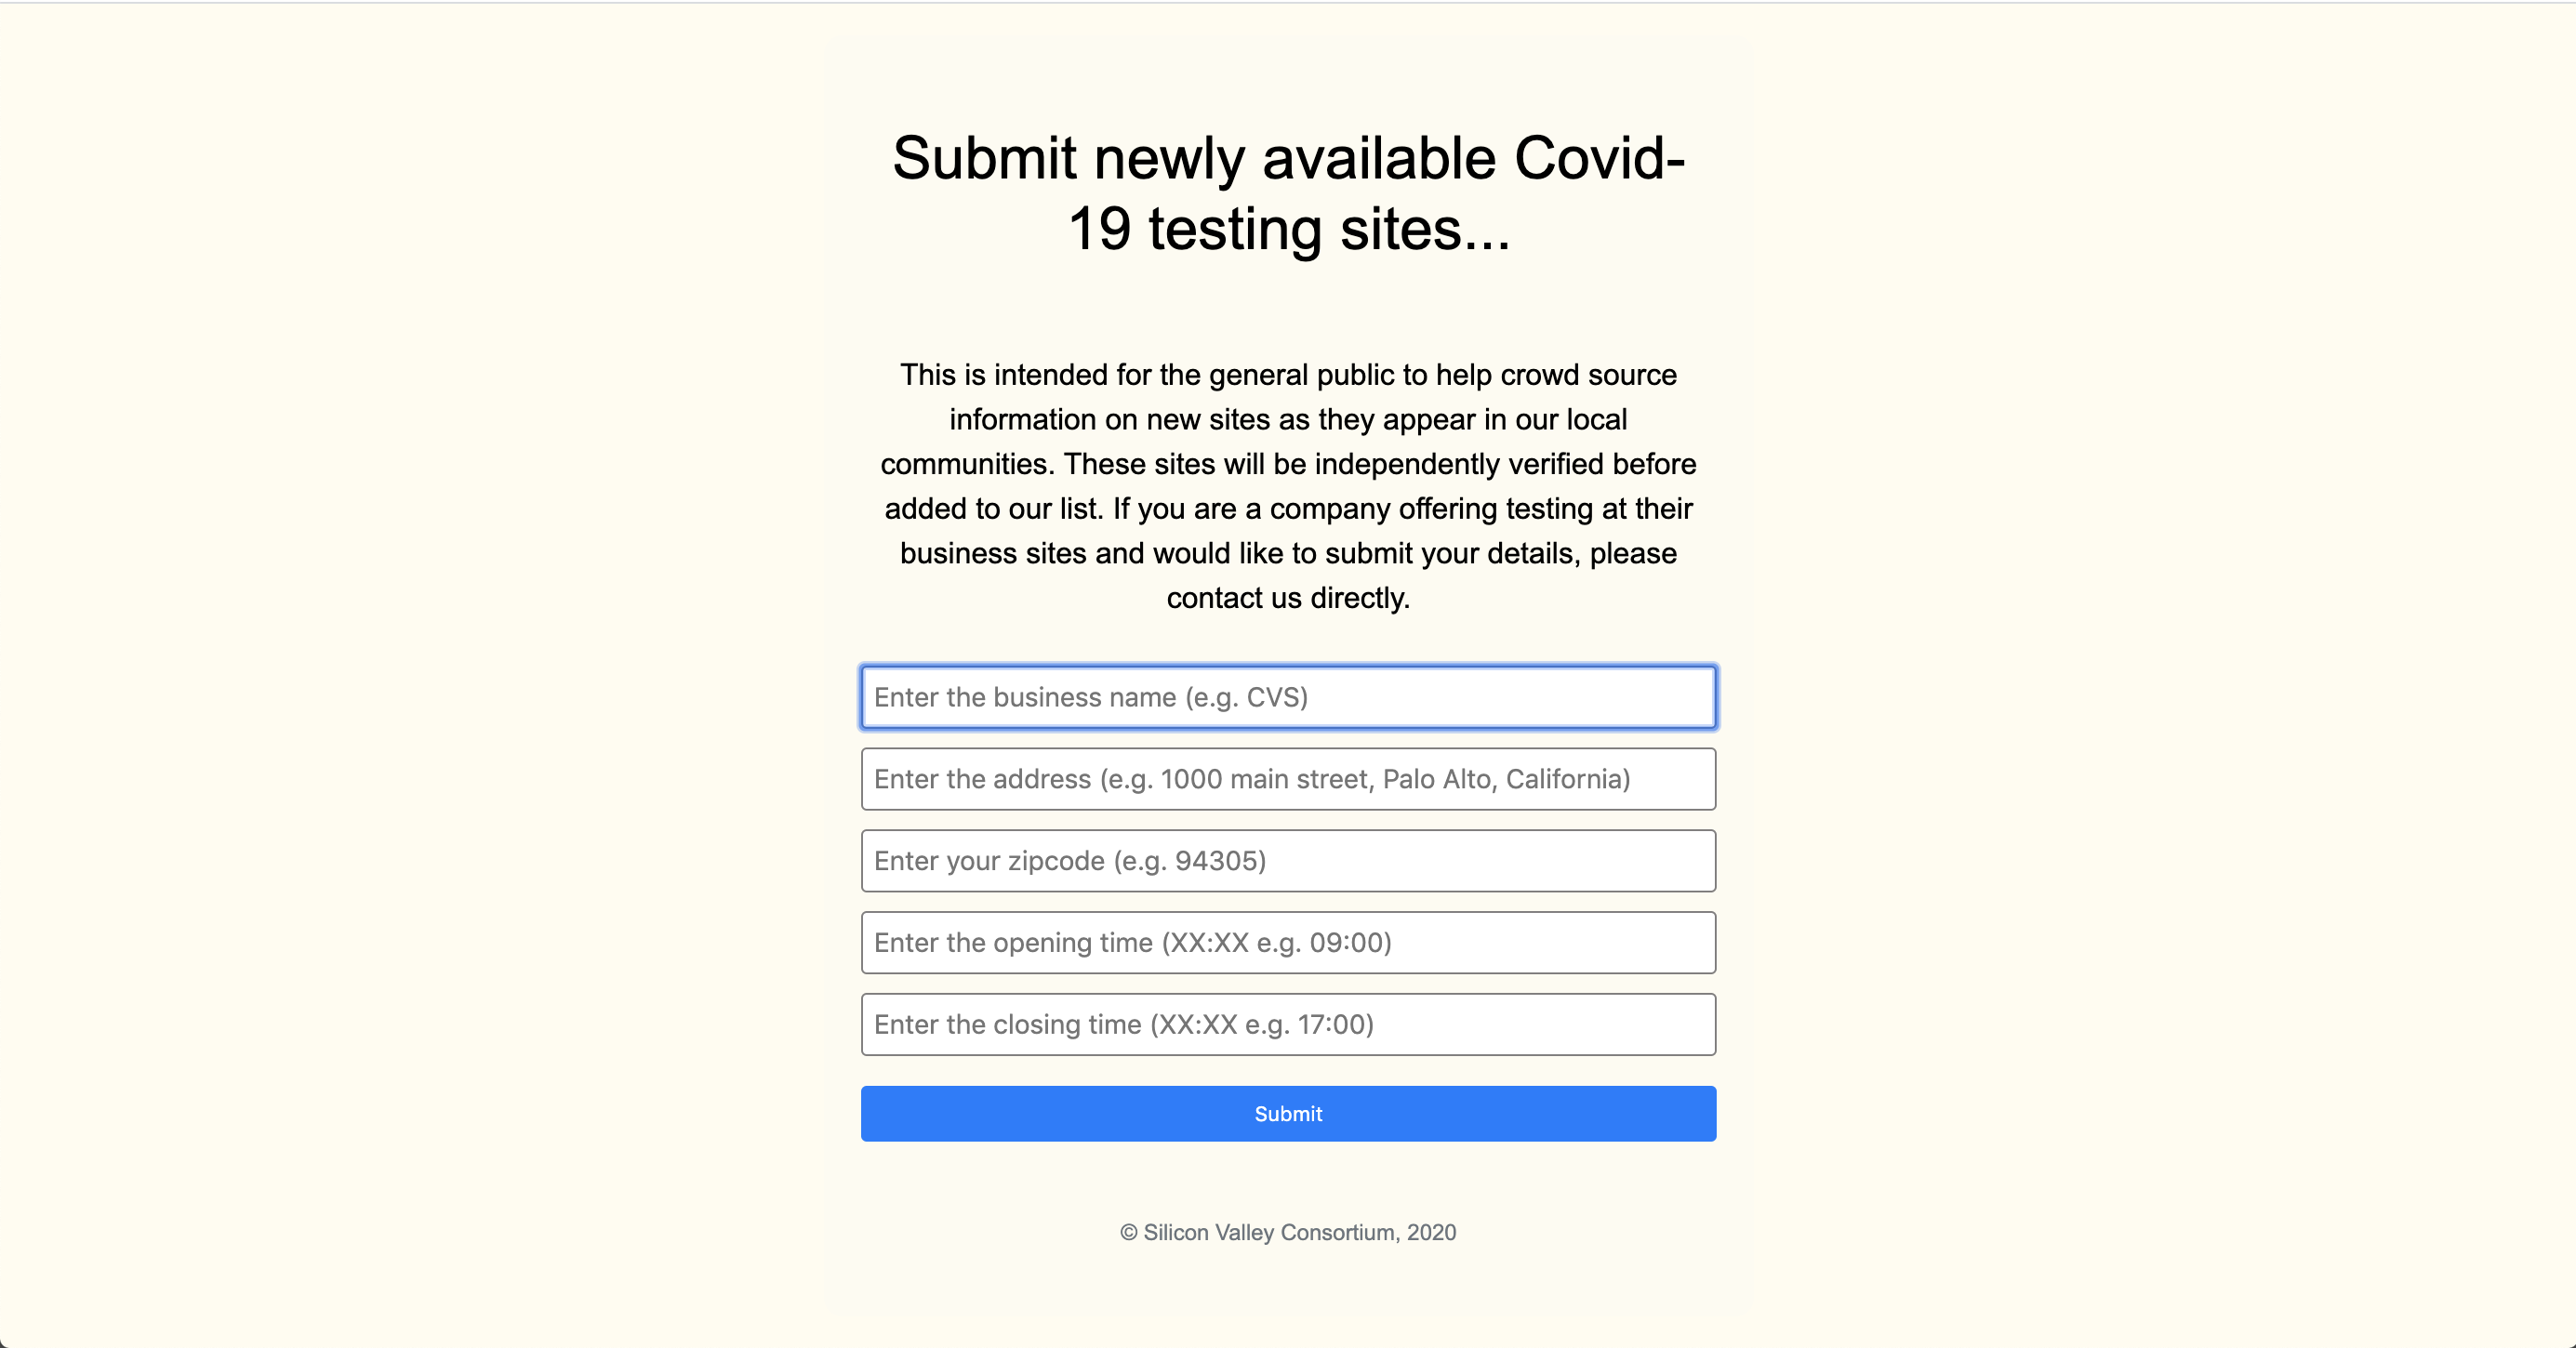 Submit newly available Covid-
19 testing sites...
This is intended for the general public to help crowd source
information on new sites as they appear in our local
communities. These sites will be independently verified before
added to our list. If you are a company offering testing at their
business sites and would like to submit your details, please
contact us directly.
Enter the business name (e.g. CVS)
Enter the address (e.g. 1000 main street, Palo Alto, California)
Enter your zipcode (e.g. 94305)
Enter the opening time (XX:XX e.g. 09:00)
Enter the closing time (XX:XX e.g. 17:00)
Submit
© Silicon Valley Consortium, 2020